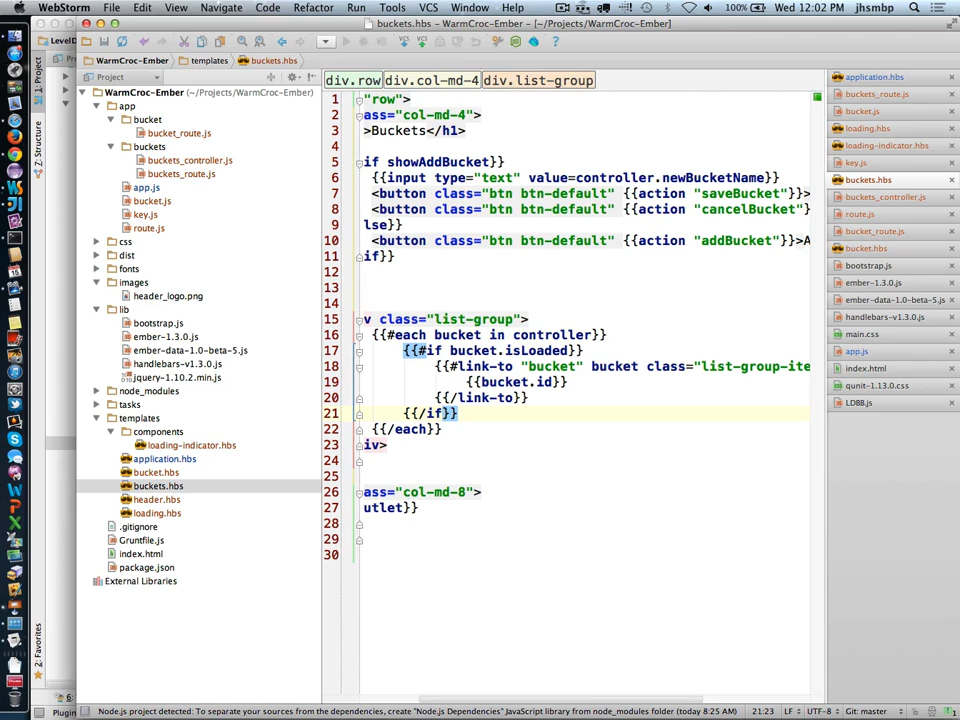 WebStorm File Edit View Navigate Code Refactor Run Tools VCS Window Help 100% Wed 12:02 PM jhsmbp
buckets.hbs - WarmCroc-Ember - [~/Projects/WarmCroc-Ember]
LevelD
WarmCroc-Ember templates buckets.hbs
Project
div.row div.col-md-4 div.list-group
WarmCroc-Ember (~/Projects/WarmCroc-Ember)
app
bucket
bucket_route.js
buckets
buckets_controller.js
buckets_route.js
app.js
bucket.js
key.js
route.js
css
dist
fonts
images
header_logo.png
lib
bootstrap.js
ember-1.3.0.js
ember-data-1.0-beta-5.js
handlebars-v1.3.0.js
jquery-1.10.2.min.js
node_modules
tasks
templates
components
loading-indicator.hbs
application.hbs
bucket.hbs
buckets.hbs
header.hbs
loading.hbs
.gitignore
Gruntfile.js
index.html
package.json
External Libraries
1: Project
Z: Structure
2: Favorites
1 "row">
2 ass="col-md-4">
3 >Buckets</h1>
4
5 if showAddBucket}}
6 {{input type="text" value=controller.newBucketName}}
7 <button class="btn btn-default" {{action "saveBucket"}}>
8 <button class="btn btn-default" {{action "cancelBucket"}
9 lse}}
10 <button class="btn btn-default" {{action "addBucket"}}>A
11 if}}
12
13
14
15 v class="list-group">
16 {{#each bucket in controller}}
17 {{#if bucket.isLoaded}}
18 {{#link-to "bucket" bucket class="list-group-ite
19 {{bucket.id}}
20 {{/link-to}}
21 {{/if}}
22 {{/each}}
23 iv>
24
25
26 ass="col-md-8">
27 utlet}}
28
29
30
application.hbs
buckets_route.js
bucket.js
loading.hbs
loading-indicator.hbs
key.js
buckets.hbs
buckets_controller.js
route.js
bucket_route.js
bucket.hbs
bootstrap.js
ember-1.3.0.js
ember-data-1.0-beta-5.js
handlebars-v1.3.0.js
main.css
app.js
index.html
qunit-1.13.0.css
LDBB.js
6:
Plugin
Node.js project detected: To separate your sources from the dependencies, create "Node.js Dependencies" JavaScript library from node_modules folder (today 8:25 AM) 21:23 LF UTF-8 Git: master 1